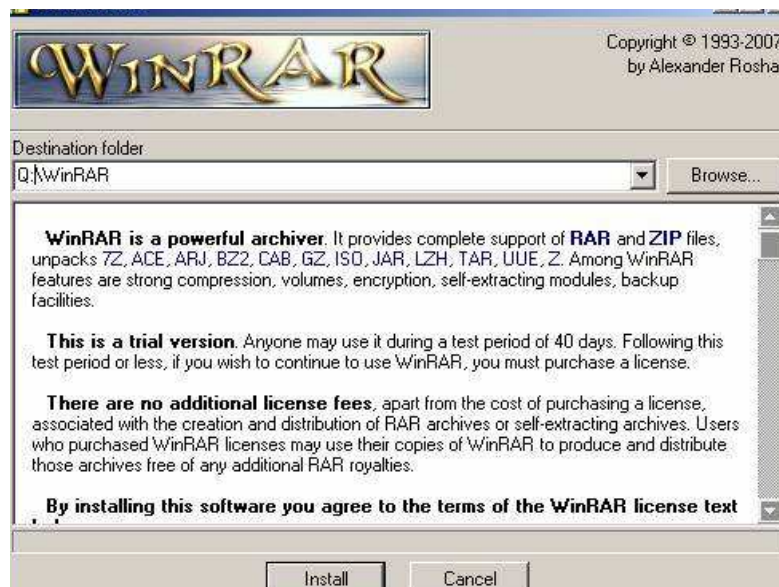 WINRAR
Copyright © 1993-2007
by Alexander Rosha
Destination folder
Q:\WinRAR
Browse...
WinRAR is a powerful archiver. It provides complete support of RAR and ZIP files,
unpacks 7Z, ACE, ARJ, BZ2, CAB, GZ, ISO, JAR, LZH, TAR, UUE, Z. Among WinRAR
features are strong compression, volumes, encryption, self-extracting modules, backup
facilities.
This is a trial version. Anyone may use it during a test period of 40 days. Following this
test period or less, if you wish to continue to use WinRAR, you must purchase a license.
There are no additional license fees, apart from the cost of purchasing a license,
associated with the creation and distribution of RAR archives or self-extracting archives. Users
who purchased WinRAR licenses may use their copies of WinRAR to produce and distribute
those archives free of any additional RAR royalties.
By installing this software you agree to the terms of the WinRAR license text
Install
Cancel